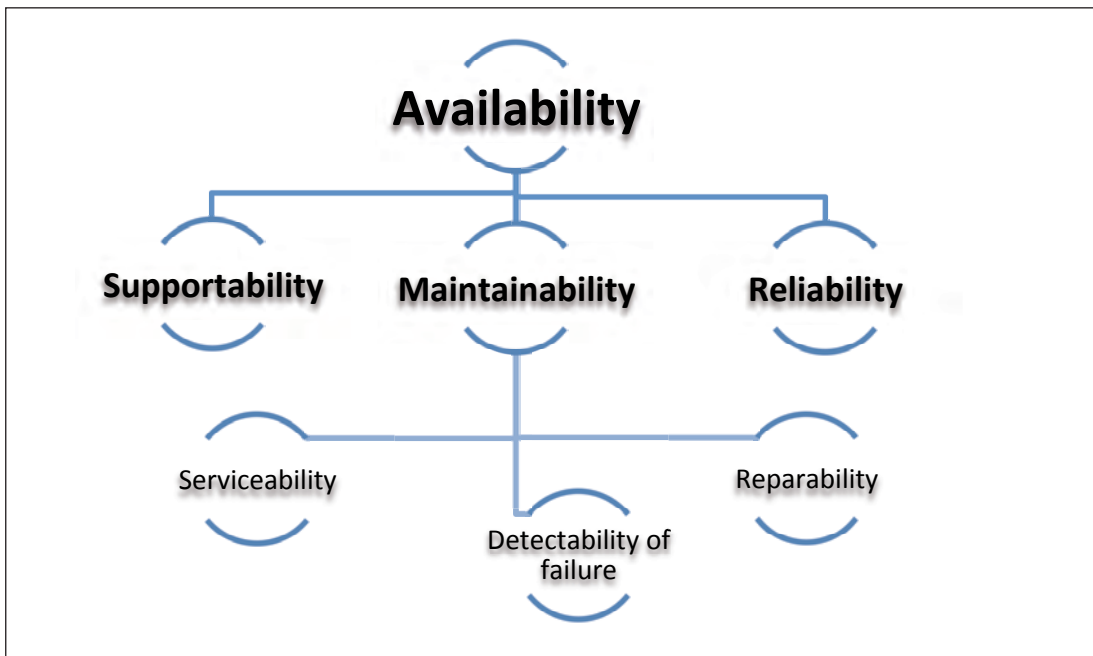 Availability
Supportability
Maintainability
Reliability
Serviceability
Reparability
Detectability of
failure